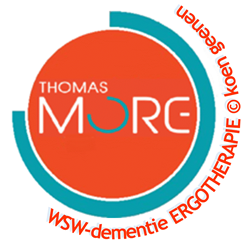 THOMAS
MORE
WSW-dementie ERGOTHERAPIE © koen geenen